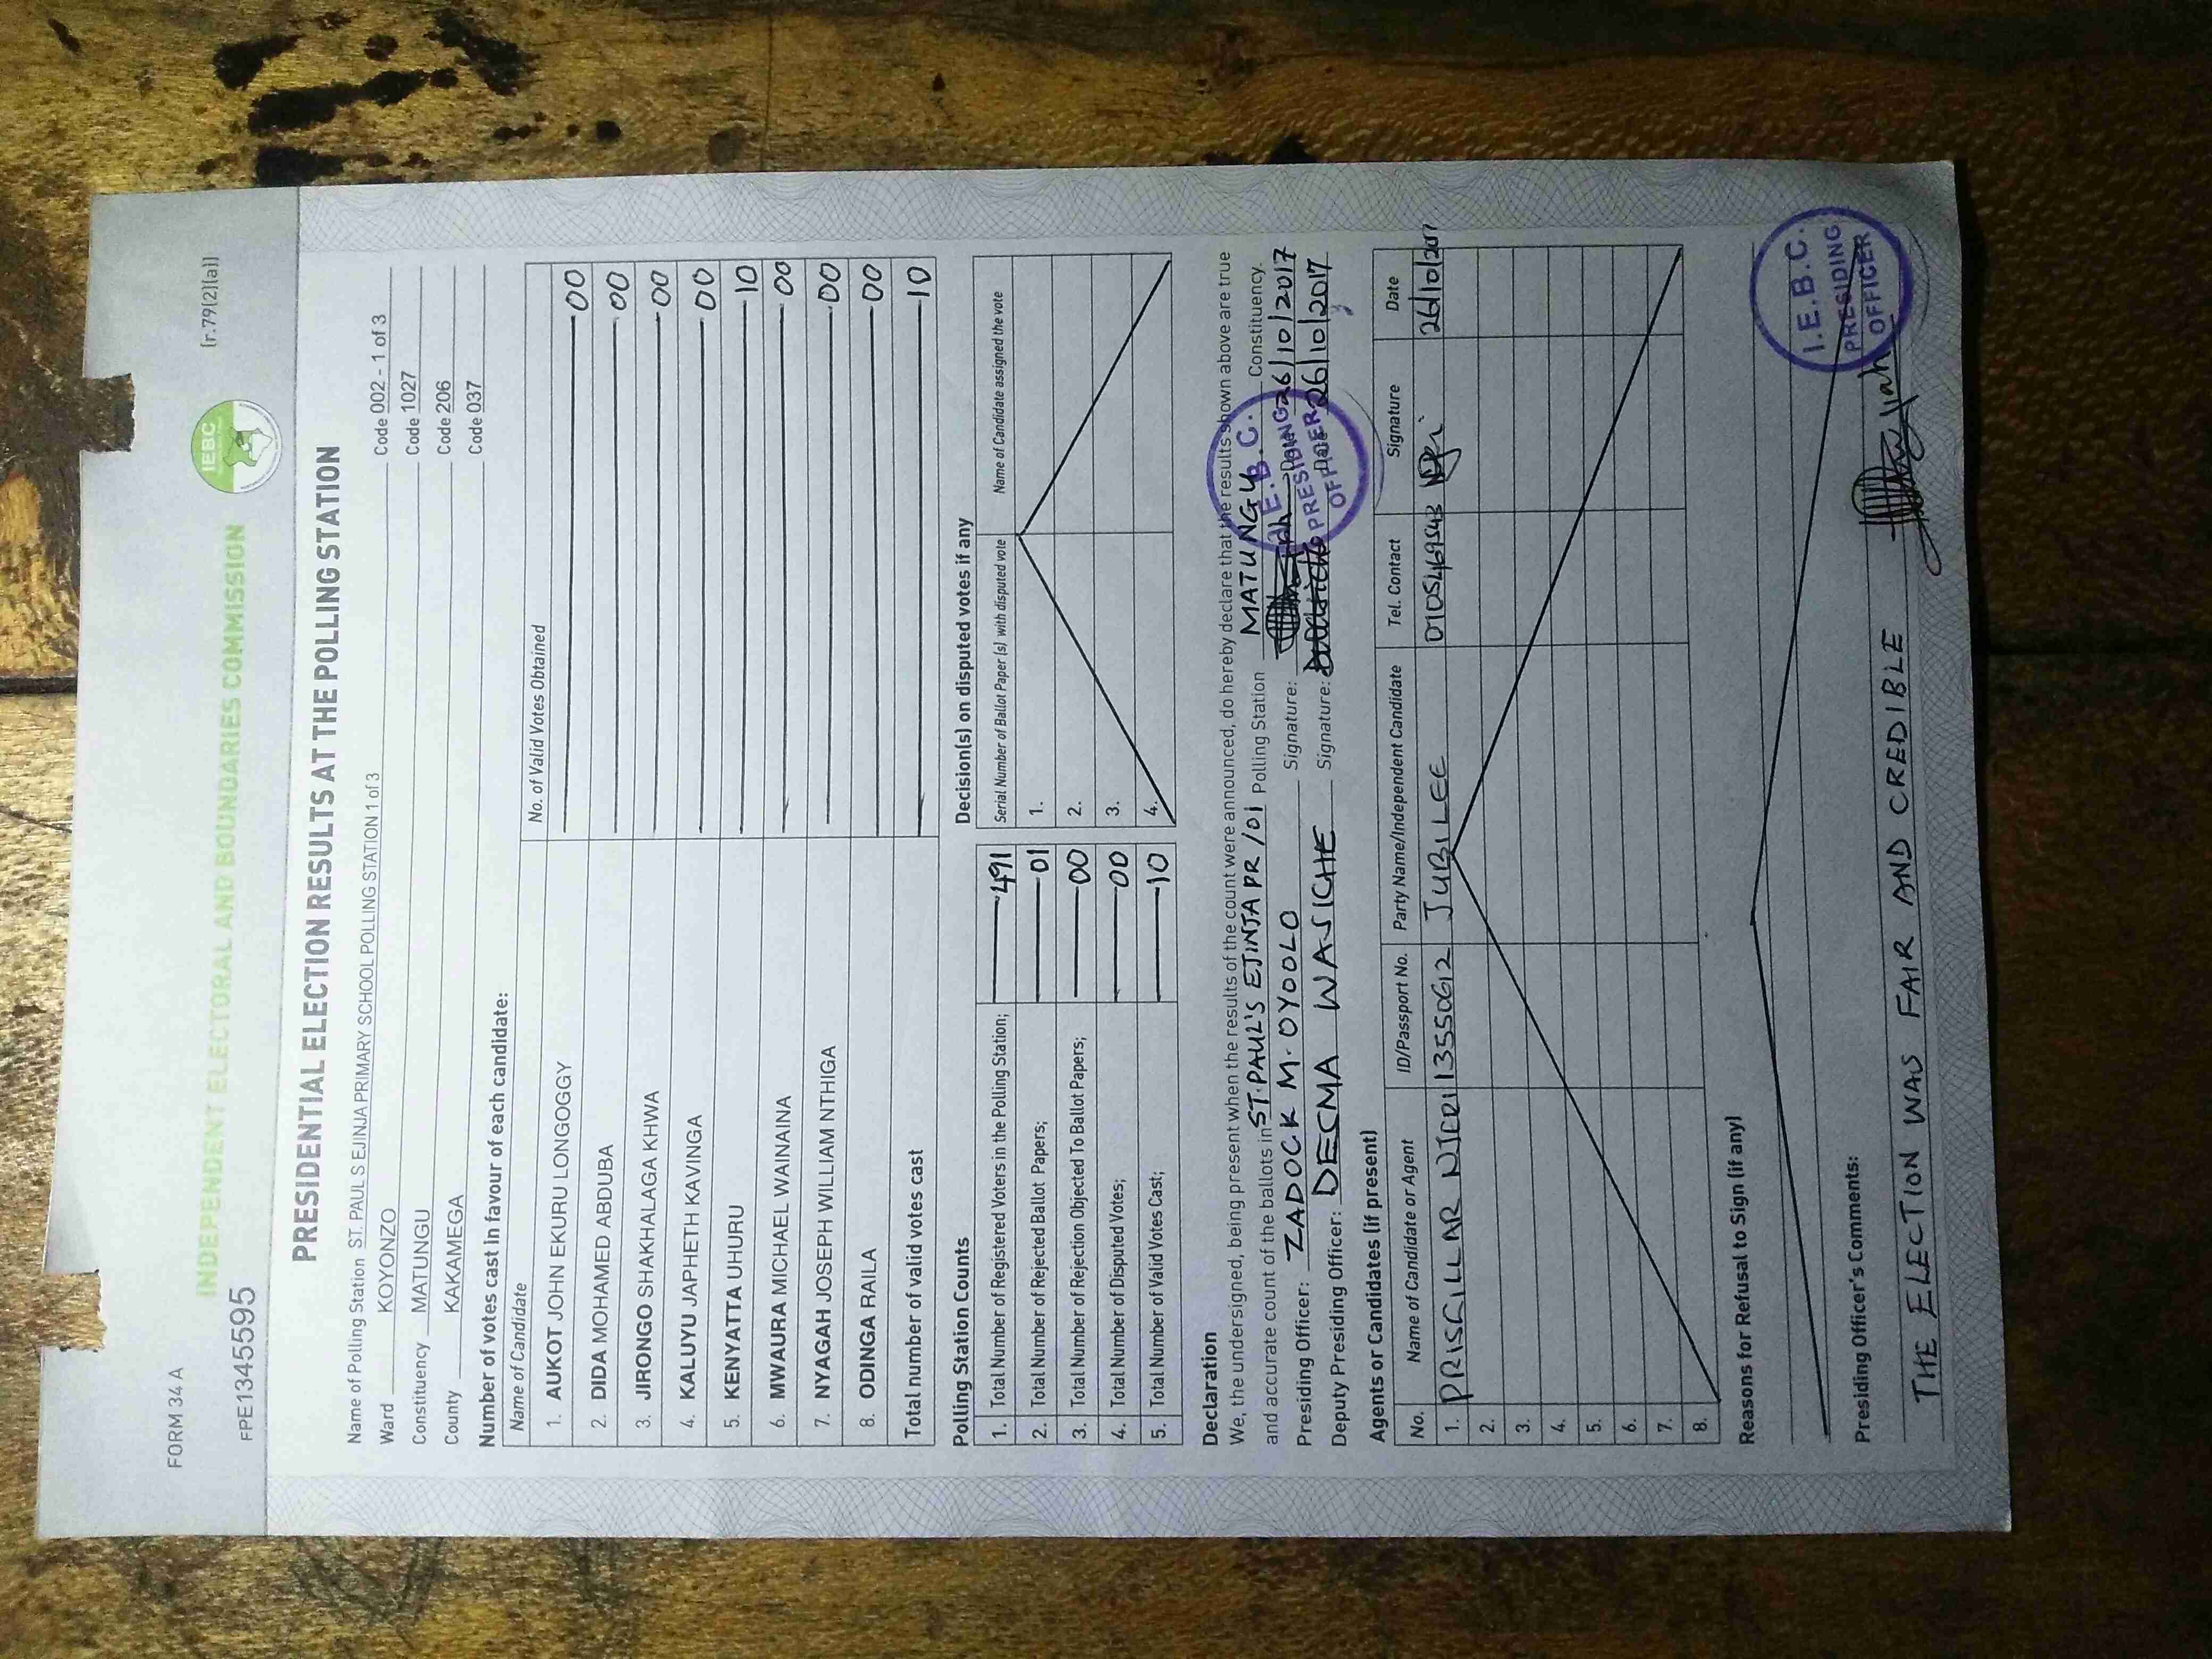 FORM 34 A
[r.79(2)(a)]
IEBC
INDEPENDENT ELECTORAL AND BOUNDARIES COMMISSION
FPE1345595
PRESIDENTIAL ELECTION RESULTS AT THE POLLING STATION
Name of Polling Station ST. PAUL S EJINJA PRIMARY SCHOOL POLLING STATION 1 of 3 Code 002 - 1 of 3
Ward KOYONZO Code 1027
Constituency MATUNGU Code 206
County KAKAMEGA Code 037
Number of votes cast in favour of each candidate:
Name of Candidate No. of Valid Votes Obtained
1. AUKOT JOHN EKURU LONGOGGY 00
2. DIDA MOHAMED ABDUBA 00
3. JIRONGO SHAKHALAGA KHWA 00
4. KALUYU JAPHETH KAVINGA 00
5. KENYATTA UHURU 10
6. MWAURA MICHAEL WAINAINA 00
7. NYAGAH JOSEPH WILLIAM NTHIGA 00
8. ODINGA RAILA 00
Total number of valid votes cast 10
Polling Station Counts
1. Total Number of Registered Voters in the Polling Station; 491
2. Total Number of Rejected Ballot Papers; 01
3. Total Number of Rejection Objected To Ballot Papers; 00
4. Total Number of Disputed Votes; 00
5. Total Number of Valid Votes Cast; 10
Decision(s) on disputed votes if any
Serial Number of Ballot Paper (s) with disputed vote Name of Candidate assigned the vote
1.
2.
3.
4.
Declaration
We, the undersigned, being present when the results of the count were announced, do hereby declare that the results shown above are true
and accurate count of the ballots in ST. PAUL'S EJINJA PR /01 Polling Station MATUNGU Constituency.
Presiding Officer: ZADOCK M. OYOOLO Signature: Date 26/10/2017
Deputy Presiding Officer: DECMA WASICHE Signature: Date 26/10/2017
I.E.B.C.
PRESIDING
OFFICER
Agents or Candidates (if present)
No. Name of Candidate or Agent ID/Passport No. Party Name/Independent Candidate Tel. Contact Signature Date
1. PRISCILLAR 13550612 JUBILEE 26/10/2017
2.
3.
4.
5.
6.
7.
8.
Reasons for Refusal to Sign (if any)
Presiding Officer's Comments:
THE ELECTION WAS FAIR AND CREDIBLE
I.E.B.C.
PRESIDING
OFFICER